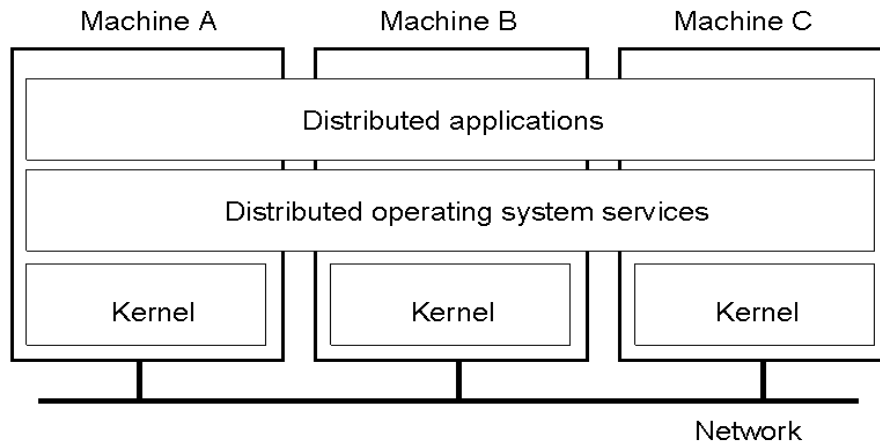 Machine A
Machine B
Machine C
Distributed applications
Distributed operating system services
Kernel
Kernel
Kernel
Network